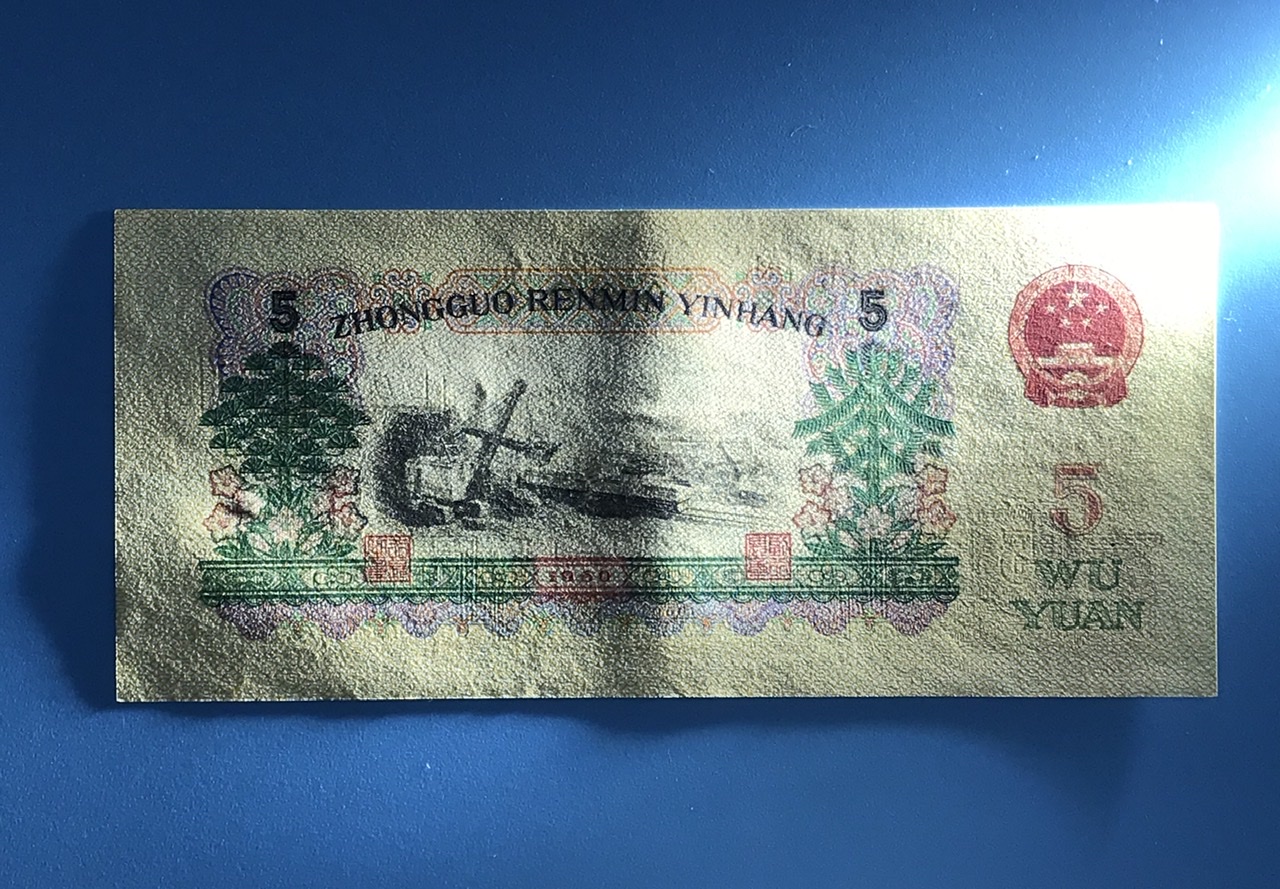 5 ZHONGGUO RENMIN YINHANG 5
5
WU
YUAN
1960